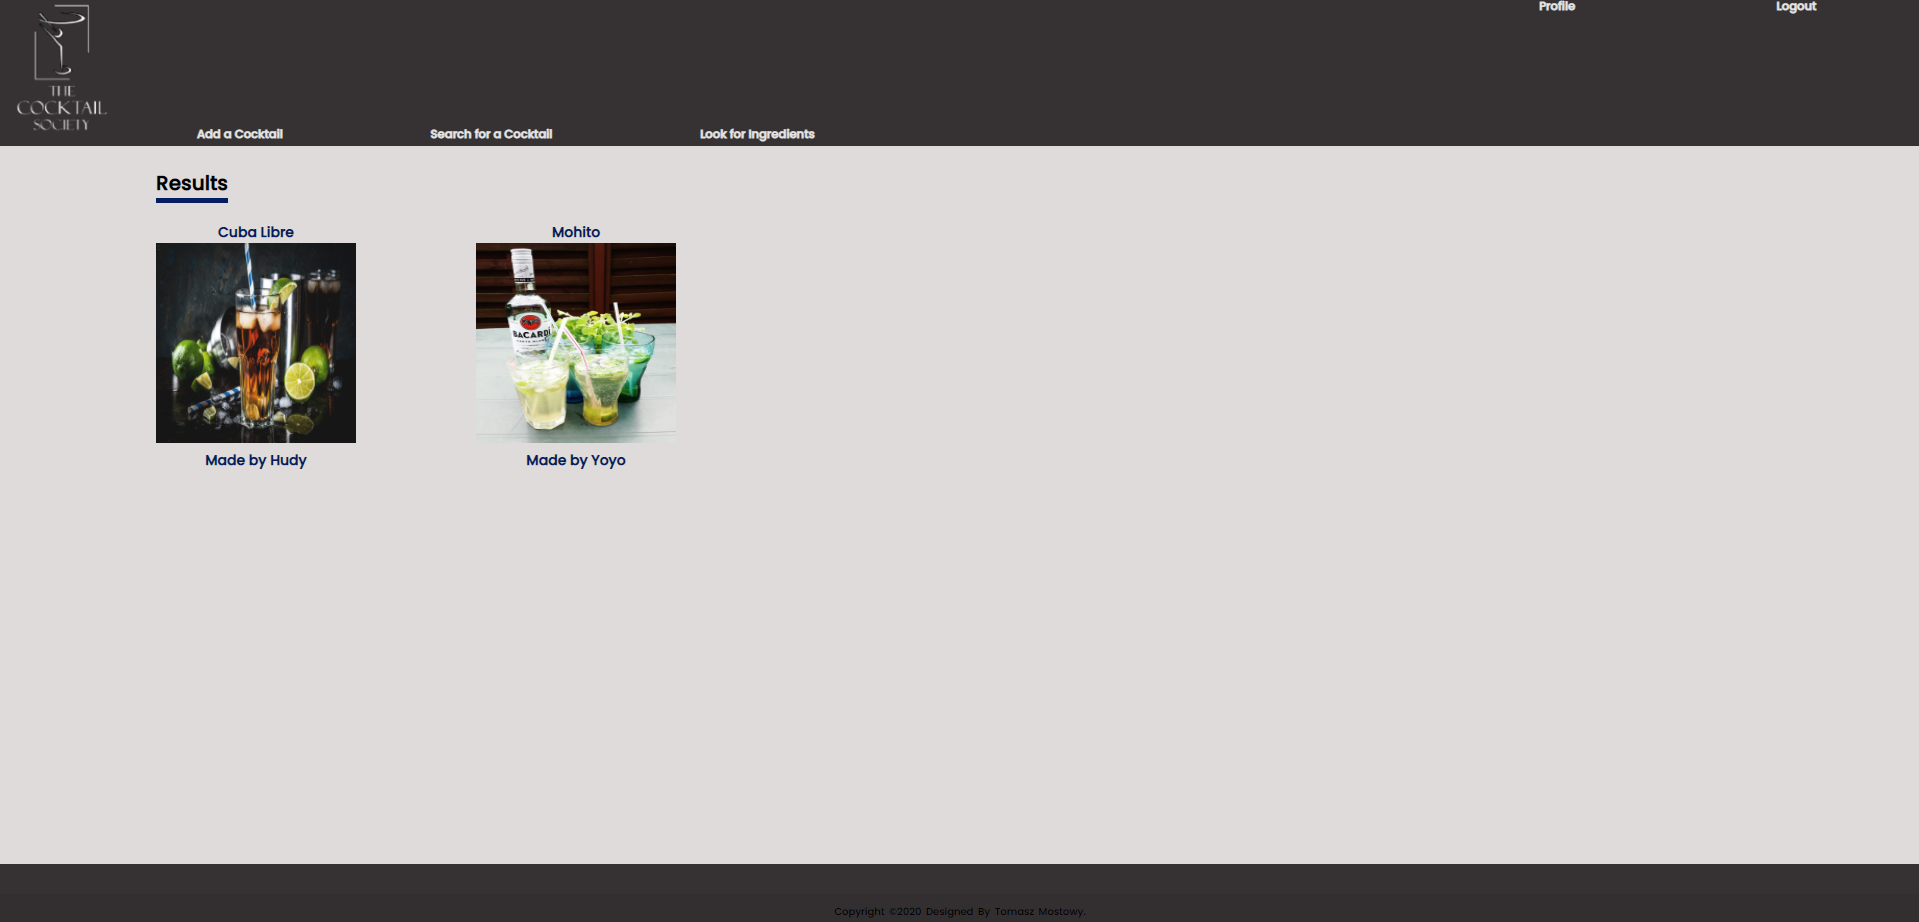 THE
COCKTAIL
SOCIETY
Profile
Logout
Add a Cocktail
Search for a Cocktail
Look for Ingredients
Results
Cuba Libre
Mohito
BACARDI
Made by Hudy
Made by Yoyo
Copyright ©2020 Designed By Tomasz Mostowy.